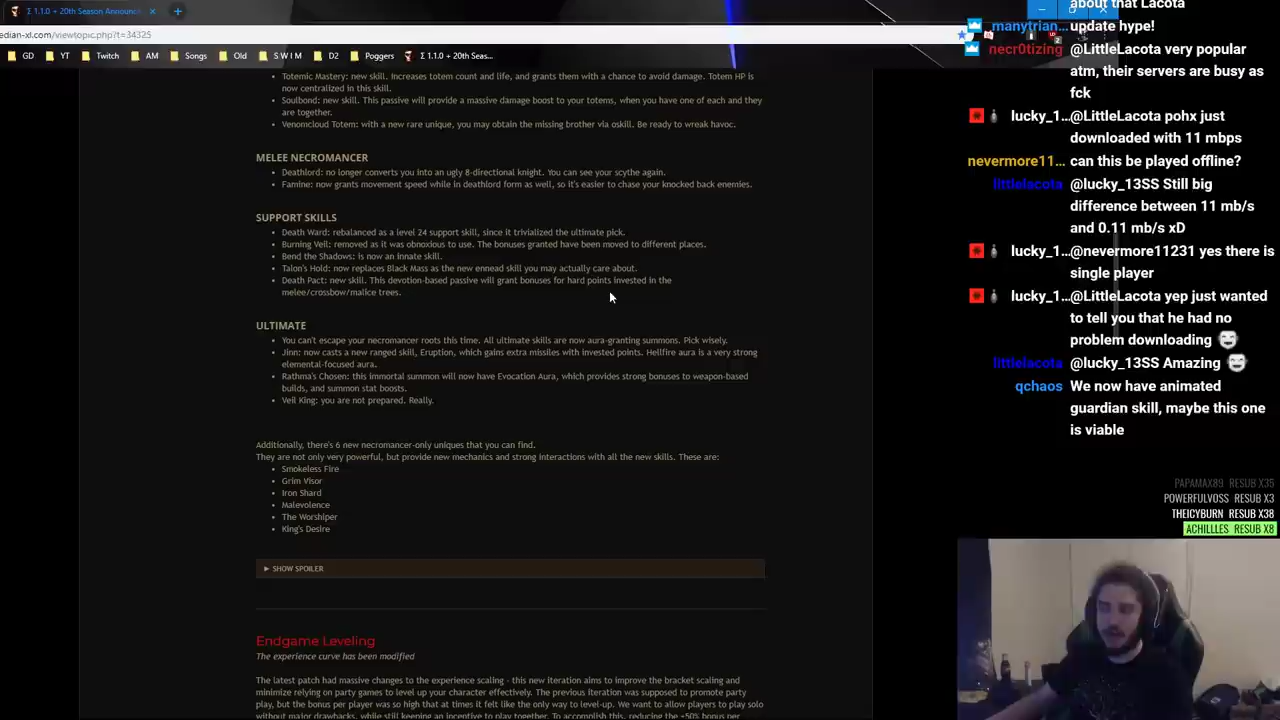 Σ 1.1.0 + 20th Season Announc
edian-xl.com/viewtopic.php?t=34325
GD
YT
Twitch
AM
Songs
Old
S W I M
D2
Poggers
Σ 1.1.0 + 20th Seas...
Totemic Mastery: new skill. Increases totem count and life, and grants them with a chance to avoid damage. Totem HP is
now centralized in this skill.
Soulbond: new skill. This passive will provide a massive damage boost to your totems, when you have one of each and they
are together.
Venomcloud Totem: with a new rare unique, you may obtain the missing brother via oskill. Be ready to wreak havoc.
MELEE NECROMANCER
Deathlord: no longer converts you into an ugly 8-directional knight. You can see your scythe again.
Famine: now grants movement speed while in deathlord form as well, so it's easier to chase your knocked back enemies.
SUPPORT SKILLS
Death Ward: rebalanced as a level 24 support skill, since it trivialized the ultimate pick.
Burning Veil: removed as it was obnoxious to use. The bonuses granted have been moved to different places.
Bend the Shadows: is now an innate skill.
Talon's Hold: now replaces Black Mass as the new ennead skill you may actually care about.
Death Pact: new skill. This devotion-based passive will grant bonuses for hard points invested in the
melee/crossbow/malice trees.
ULTIMATE
You can't escape your necromancer roots this time. All ultimate skills are now aura-granting summons. Pick wisely.
Jinn: now casts a new ranged skill, Eruption, which gains extra missiles with invested points. Hellfire aura is a very strong
elemental-focused aura.
Rathma's Chosen: this immortal summon will now have Evocation Aura, which provides strong bonuses to weapon-based
builds, and summon stat boosts.
Veil King: you are not prepared. Really.
Additionally, there's 6 new necromancer-only uniques that you can find.
They are not only very powerful, but provide new mechanics and strong interactions with all the new skills. These are:
Smokeless Fire
Grim Visor
Iron Shard
Malevolence
The Worshiper
King's Desire
► SHOW SPOILER
Endgame Leveling
The experience curve has been modified
The latest patch had massive changes to the experience scaling - this new iteration aims to improve the bracket scaling and
minimize relying on party games to level up your character effectively. The previous iteration was supposed to promote party
play, but the bonus per player was so high that at times it felt like the only way to level-up. We want to allow players to play solo
without major drawbacks, while still keeping an incentive to play together. To accomplish this, reducing the +50% bonus per
about that Lacota
manytrian... update hype!
necr0tizing @LittleLacota very popular
atm, their servers are busy as
fck
lucky_1... @LittleLacota pohx just
downloaded with 11 mbps
nevermore11... can this be played offline?
littlelacota @lucky_13SS Still big
difference between 11 mb/s
and 0.11 mb/s xD
lucky_1... @nevermore11231 yes there is
single player
lucky_1... @LittleLacota yep just wanted
to tell you that he had no
problem downloading
littlelacota @lucky_13SS Amazing
qchaos We now have animated
guardian skill, maybe this one
is viable
PAPAMAX89 RESUB X35
POWERFULVOSS RESUB X3
THEICYBURN RESUB X38
ACHILLLES RESUB X8